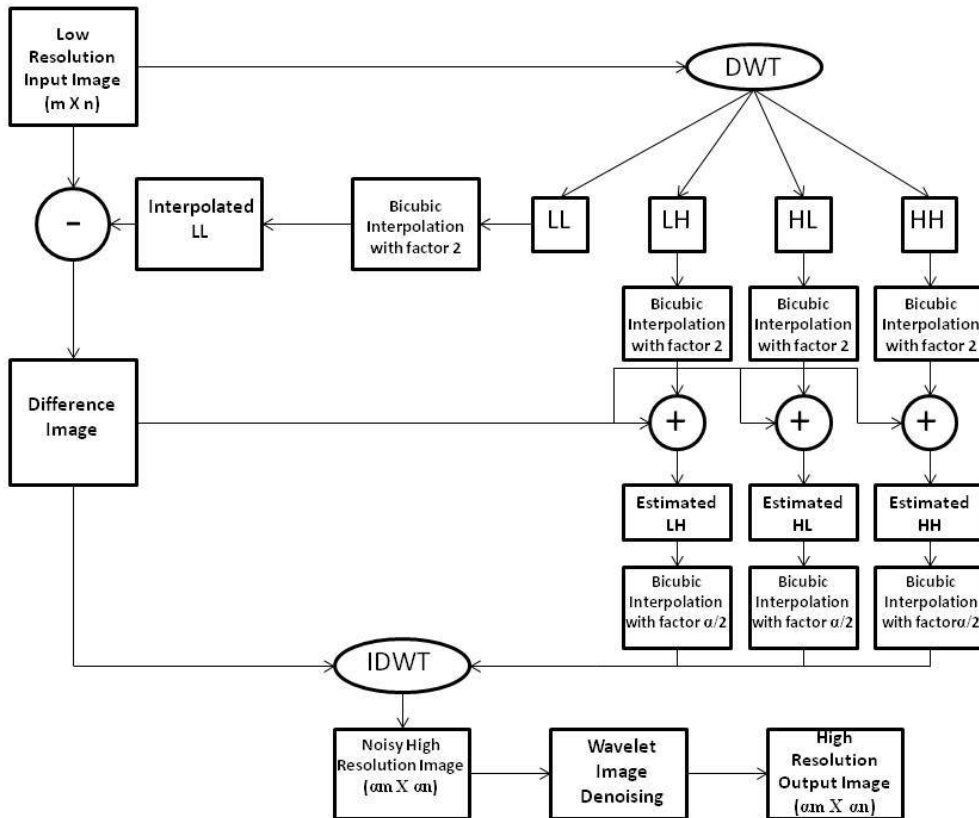 Low
Resolution
Input Image
(m X n)
DWT
-
Interpolated
LL
Bicubic
Interpolation
with factor 2
LL
LH
HL
HH
Bicubic
Interpolation
with factor 2
Bicubic
Interpolation
with factor 2
Bicubic
Interpolation
with factor 2
Difference
Image
+
+
+
Estimated
LH
Estimated
HL
Estimated
HH
Bicubic
Interpolation
with factor α/2
Bicubic
Interpolation
with factor α/2
Bicubic
Interpolation
with factorα/2
IDWT
Noisy High
Resolution Image
(αm X αn)
Wavelet
Image
Denoising
High
Resolution
Output Image
(αm X αn)